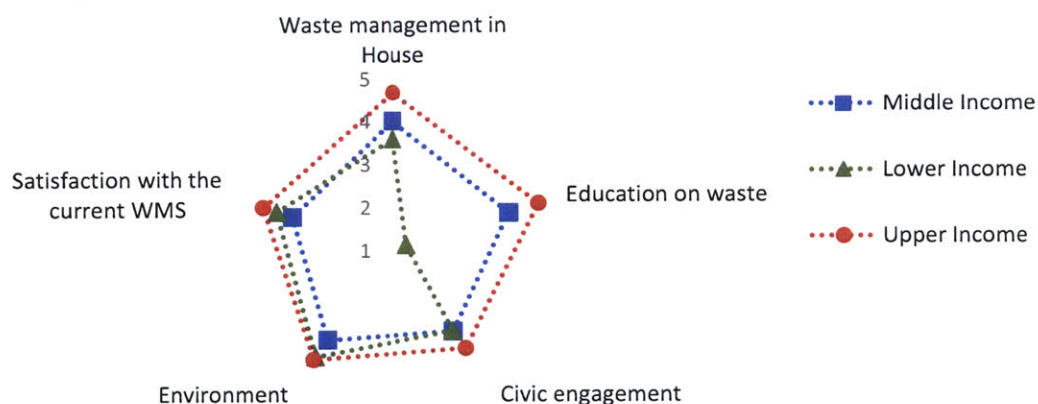 Waste management in
House
5
4
3
2
1
Education on waste
Civic engagement
Environment
Satisfaction with the
current WMS
Middle Income
Lower Income
Upper Income